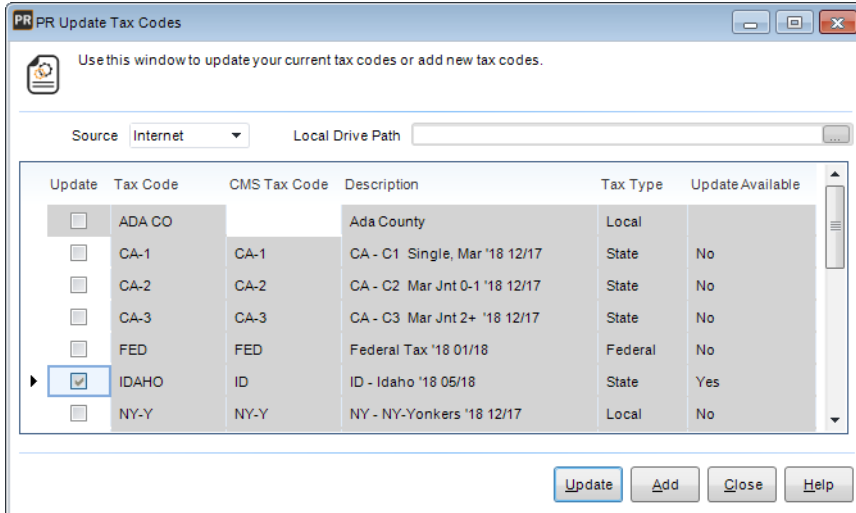 PR PR Update Tax Codes
Use this window to update your current tax codes or add new tax codes.
Source Internet Local Drive Path ...
Update Tax Code CMS Tax Code Description Tax Type Update Available
ADA CO Ada County Local
CA-1 CA-1 CA - C1 Single, Mar '18 12/17 State No
CA-2 CA-2 CA - C2 Mar Jnt 0-1 '18 12/17 State No
CA-3 CA-3 CA - C3 Mar Jnt 2+ '18 12/17 State No
FED FED Federal Tax '18 01/18 Federal No
IDAHO ID ID - Idaho '18 05/18 State Yes
NY-Y NY-Y NY - NY-Yonkers '18 12/17 Local No
Update Add Close Help